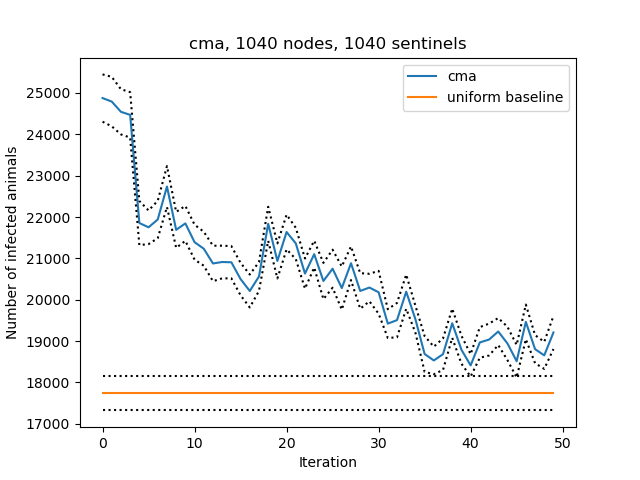 cma, 1040 nodes, 1040 sentinels
cma
uniform baseline
Number of infected animals
25000
24000
23000
22000
21000
20000
19000
18000
17000
0 10 20 30 40 50
Iteration